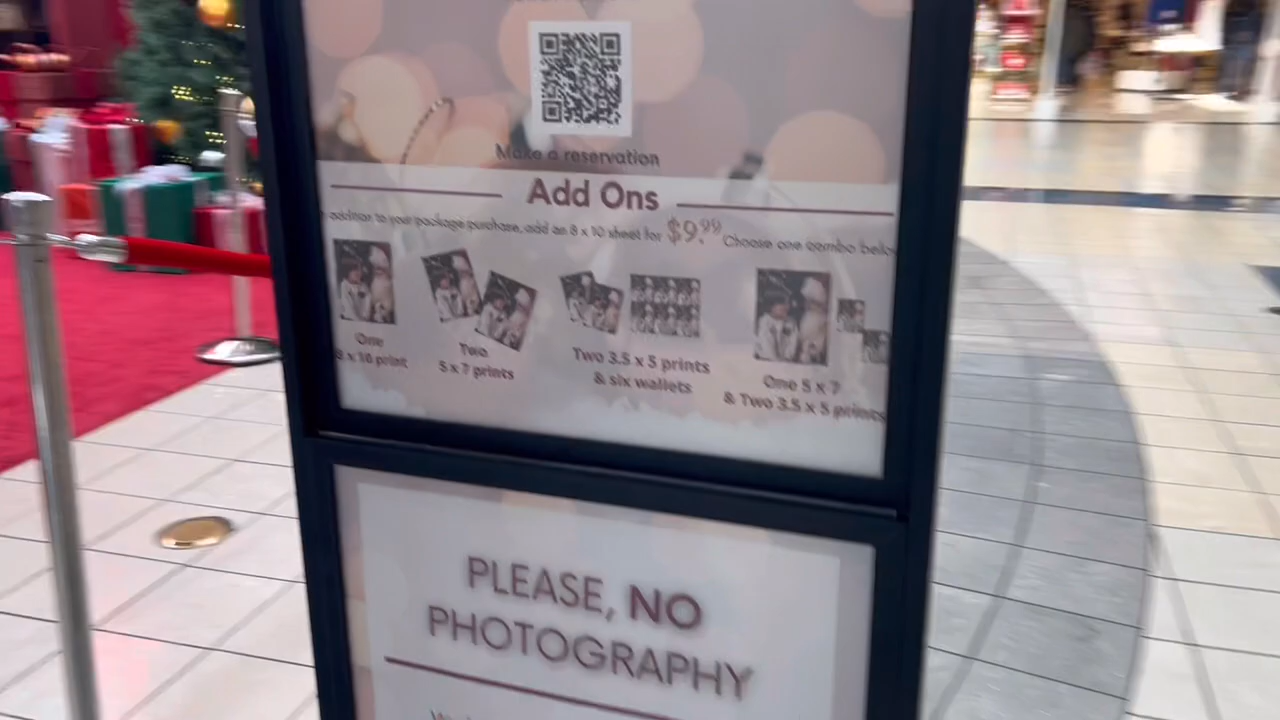 Make a reservation
Add Ons
addition to your package purchase, add an 8 x 10 sheet for $9.99 Choose one combo below
One
8 x 10 print
Two
5 x 7 prints
Two 3.5 x 5 prints
& six wallets
One 5 x 7
& Two 3.5 x 5 prints
PLEASE, NO
PHOTOGRAPHY